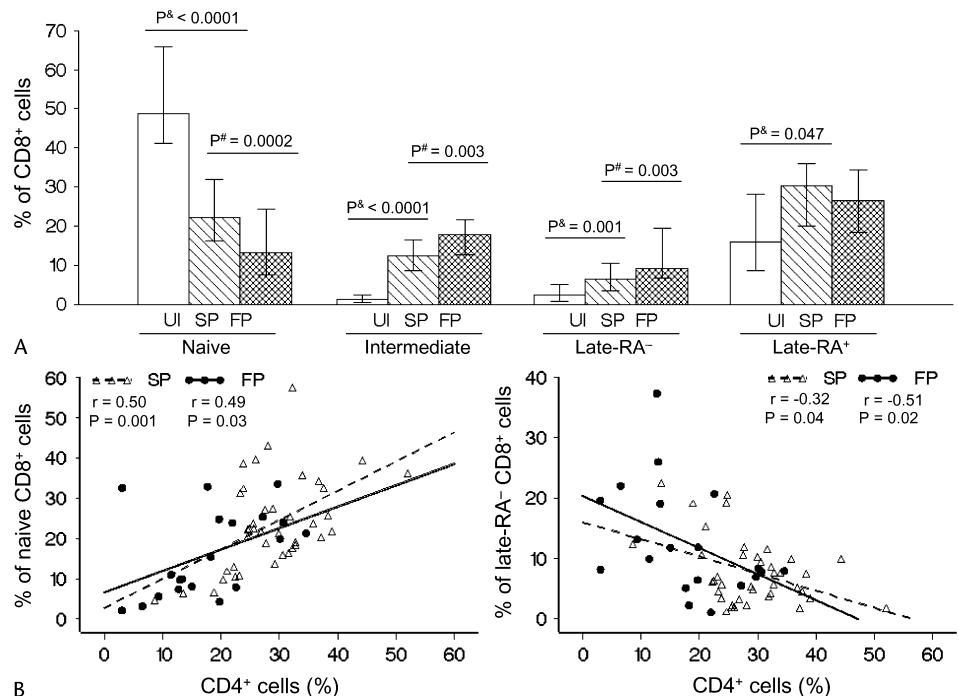 A
% of CD8⁺ cells
70
60
50
40
30
20
10
0
P& < 0.0001
P# = 0.0002
P& < 0.0001
P# = 0.003
P& = 0.001
P# = 0.003
P& = 0.047
UI SP FP
UI SP FP
UI SP FP
UI SP FP
Naive
Intermediate
Late-RA⁻
Late-RA⁺
B
% of naive CD8⁺ cells
60
50
40
30
20
10
0
SP FP
r = 0.50 r = 0.49
P = 0.001 P = 0.03
0 10 20 30 40 50 60
CD4⁺ cells (%)
% of late-RA⁻ CD8⁺ cells
40
30
20
10
0
SP FP
r = -0.32 r = -0.51
P = 0.04 P = 0.02
0 10 20 30 40 50 60
CD4⁺ cells (%)